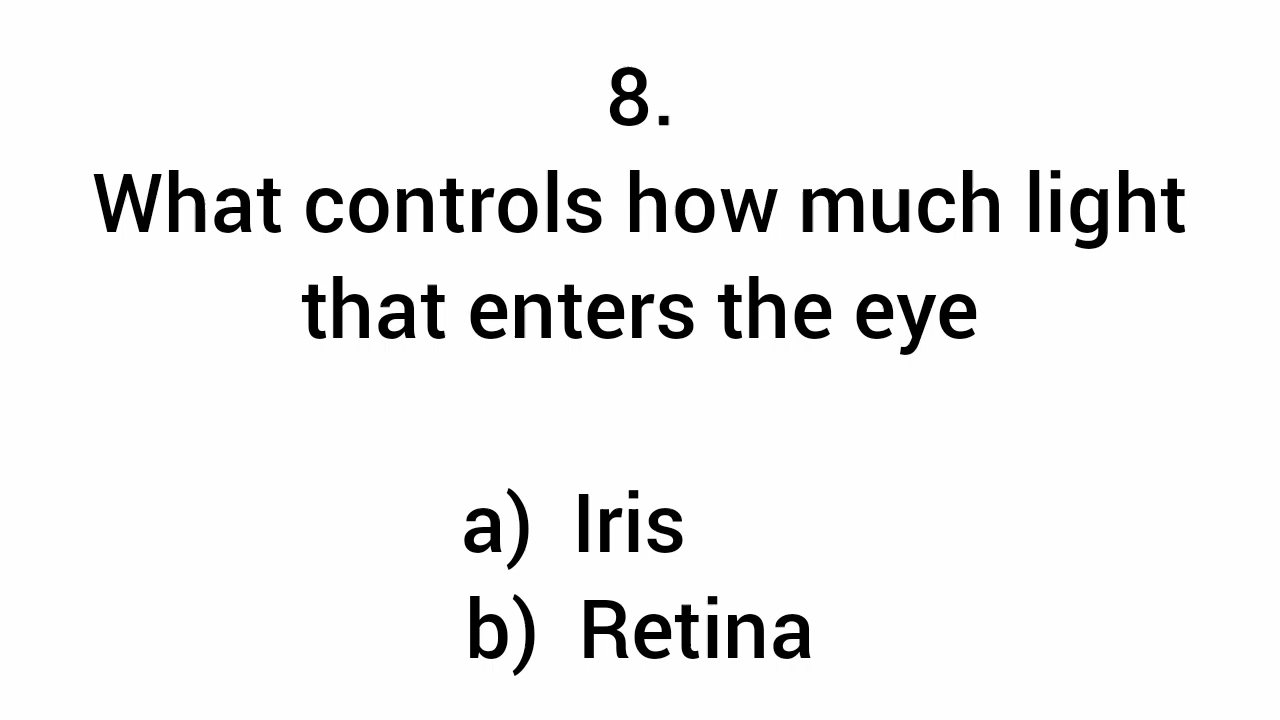 8.
What controls how much light
that enters the eye
a) Iris
b) Retina